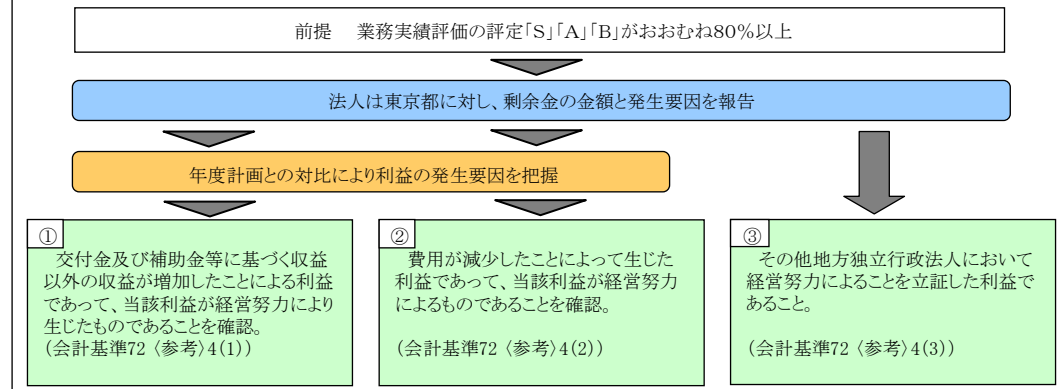 前提　業務実績評価の評定「S」「A」「B」がおおむね80%以上
法人は東京都に対し、剰余金の金額と発生要因を報告
年度計画との対比により利益の発生要因を把握
①
交付金及び補助金等に基づく収益
以外の収益が増加したことによる利益
であって、当該利益が経営努力により
生じたものであることを確認。
(会計基準72〈参考〉4(1))
②
費用が減少したことによって生じた
利益であって、当該利益が経営努力
によるものであることを確認。
(会計基準72〈参考〉4(2))
③
その他地方独立行政法人において
経営努力によることを立証した利益で
あること。
(会計基準72〈参考〉4(3))